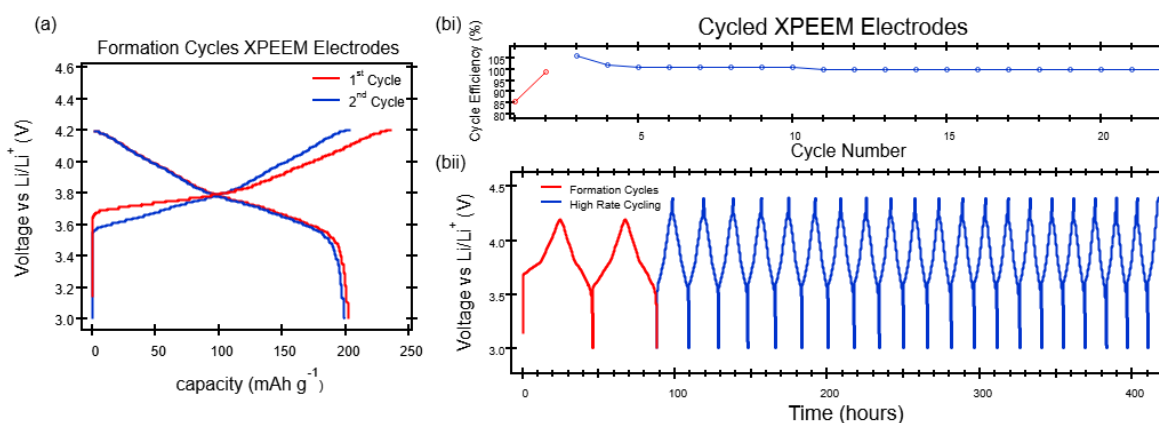 (a)
Formation Cycles XPEEM Electrodes
4.6
4.4
4.2
4.0
3.8
3.6
3.4
3.2
3.0
Voltage vs Li/Li⁺ (V)
1ˢᵗ Cycle
2ⁿᵈ Cycle
0 50 100 150 200 250
capacity (mAh g⁻¹)
(bi)
Cycled XPEEM Electrodes
Cycle Efficiency (%)
105
100
95
90
85
80
5 10 15 20
Cycle Number
(bii)
Voltage vs Li/Li⁺ (V)
4.5
4.0
3.5
3.0
Formation Cycles
High Rate Cycling
0 100 200 300 400
Time (hours)